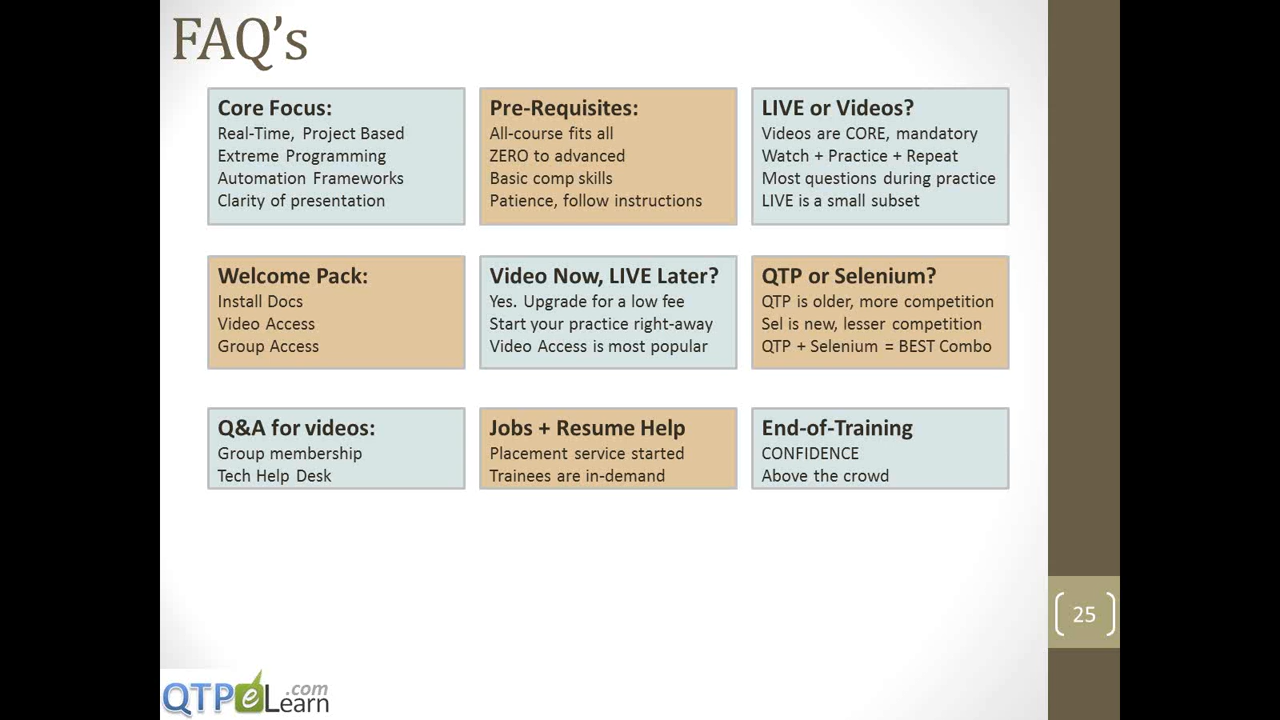 FAQ's
Core Focus:
Real-Time, Project Based
Extreme Programming
Automation Frameworks
Clarity of presentation
Pre-Requisites:
All-course fits all
ZERO to advanced
Basic comp skills
Patience, follow instructions
LIVE or Videos?
Videos are CORE, mandatory
Watch + Practice + Repeat
Most questions during practice
LIVE is a small subset
Welcome Pack:
Install Docs
Video Access
Group Access
Video Now, LIVE Later?
Yes. Upgrade for a low fee
Start your practice right-away
Video Access is most popular
QTP or Selenium?
QTP is older, more competition
Sel is new, lesser competition
QTP + Selenium = BEST Combo
Q&A for videos:
Group membership
Tech Help Desk
Jobs + Resume Help
Placement service started
Trainees are in-demand
End-of-Training
CONFIDENCE
Above the crowd
25
QTPeLearn.com